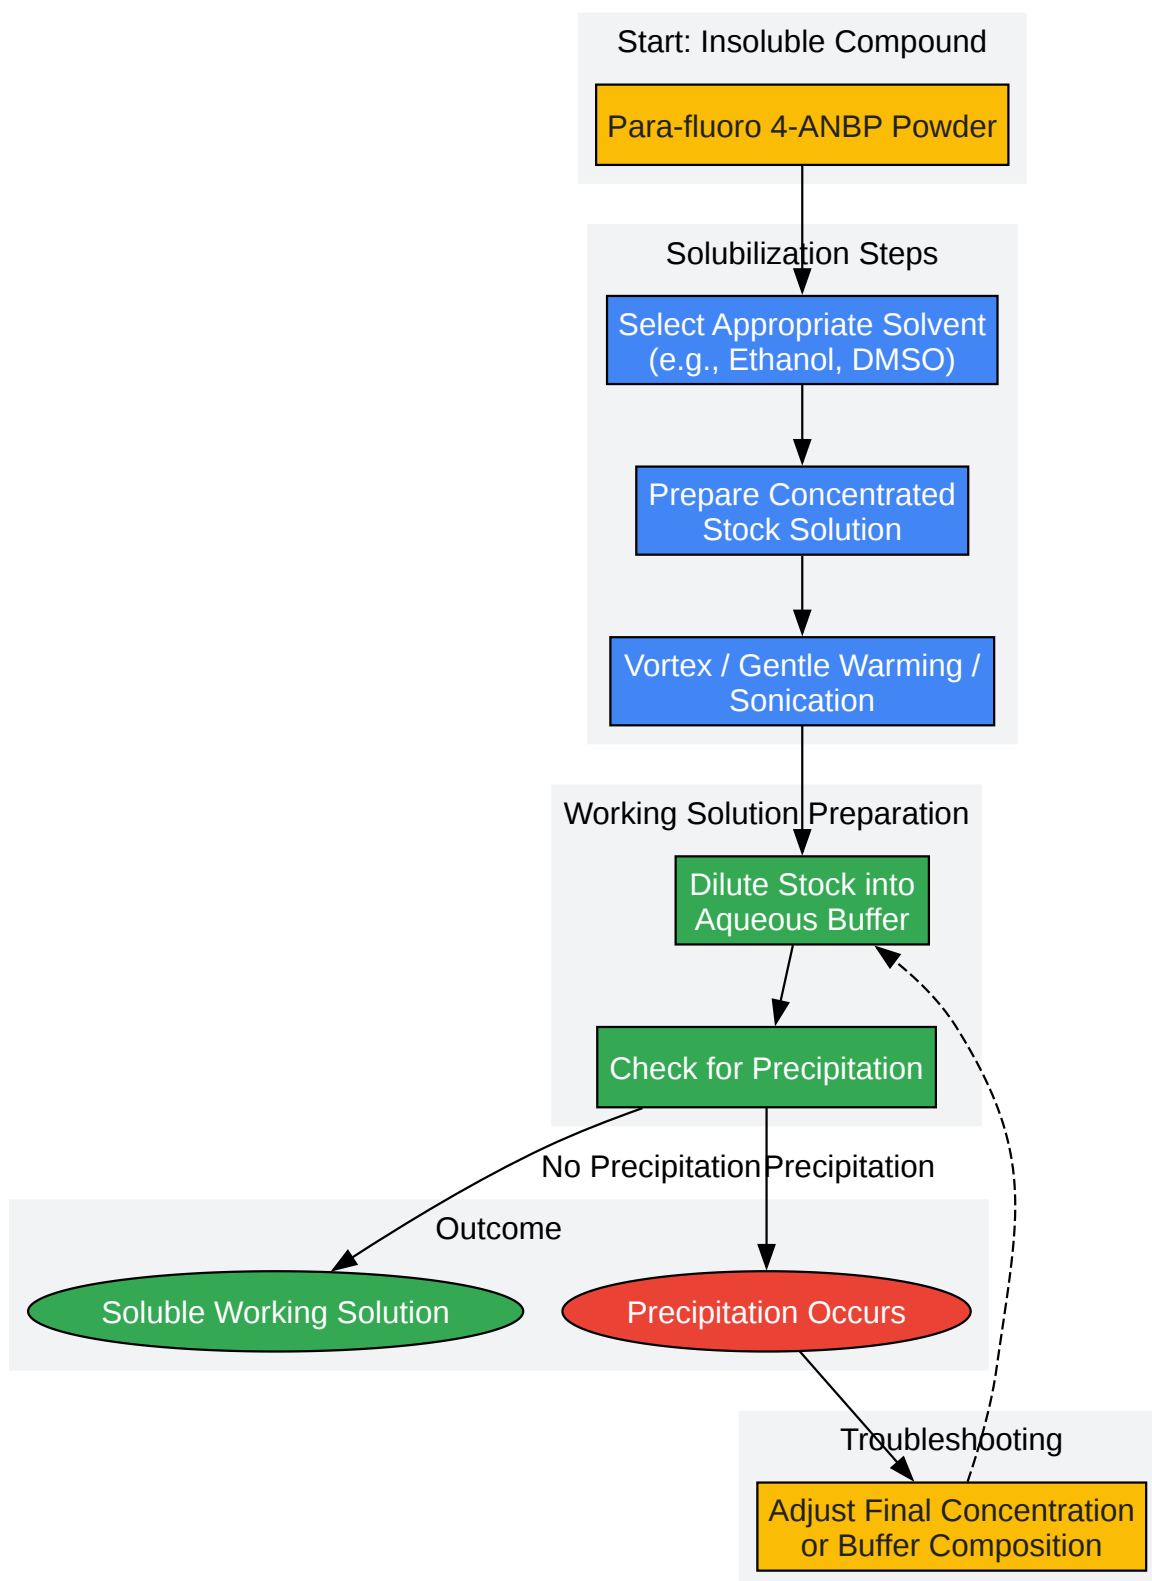 Start: Insoluble Compound
Para-fluoro 4-ANBP Powder
Solubilization Steps
Select Appropriate Solvent
(e.g., Ethanol, DMSO)
Prepare Concentrated
Stock Solution
Vortex / Gentle Warming /
Sonication
Working Solution Preparation
Dilute Stock into
Aqueous Buffer
Check for Precipitation
No Precipitation
Precipitation
Outcome
Soluble Working Solution
Precipitation Occurs
Troubleshooting
Adjust Final Concentration
or Buffer Composition